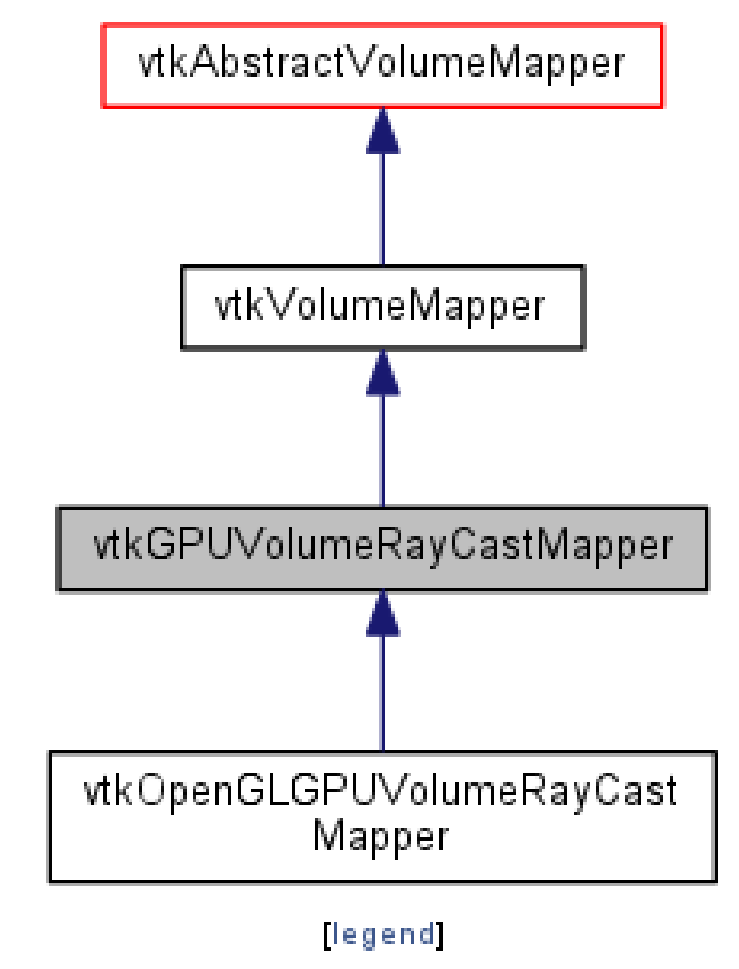 vtkAbstractVolumeMapper
vtkVolumeMapper
vtkGPUVolumeRayCastMapper
vtkOpenGLGPUVolumeRayCast
Mapper
[legend]